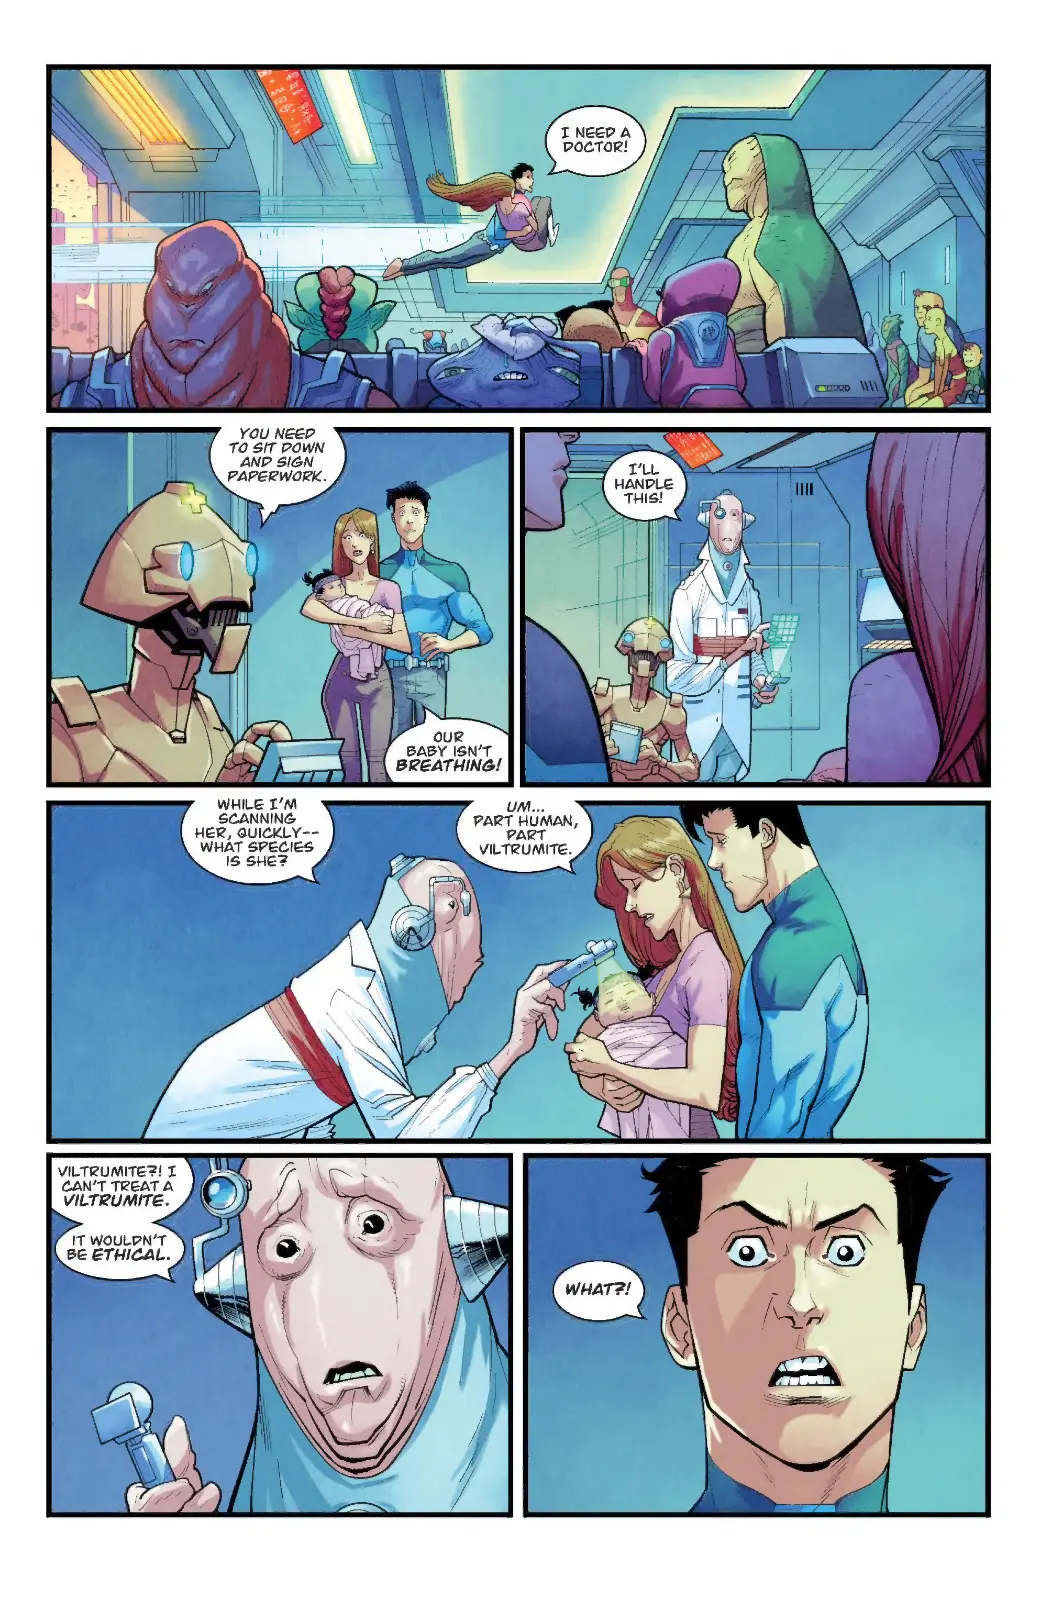 I NEED A
DOCTOR!
YOU NEED
TO SIT DOWN
AND SIGN
PAPERWORK.
OUR
BABY ISN'T
BREATHING!
I'LL
HANDLE
THIS!
WHILE I'M
SCANNING
HER, QUICKLY--
WHAT SPECIES
IS SHE?
UM...
PART HUMAN,
PART
VILTRUMITE.
VILTRUMITE?! I
CAN'T TREAT A
VILTRUMITE.
IT WOULDN'T
BE ETHICAL.
WHAT?!